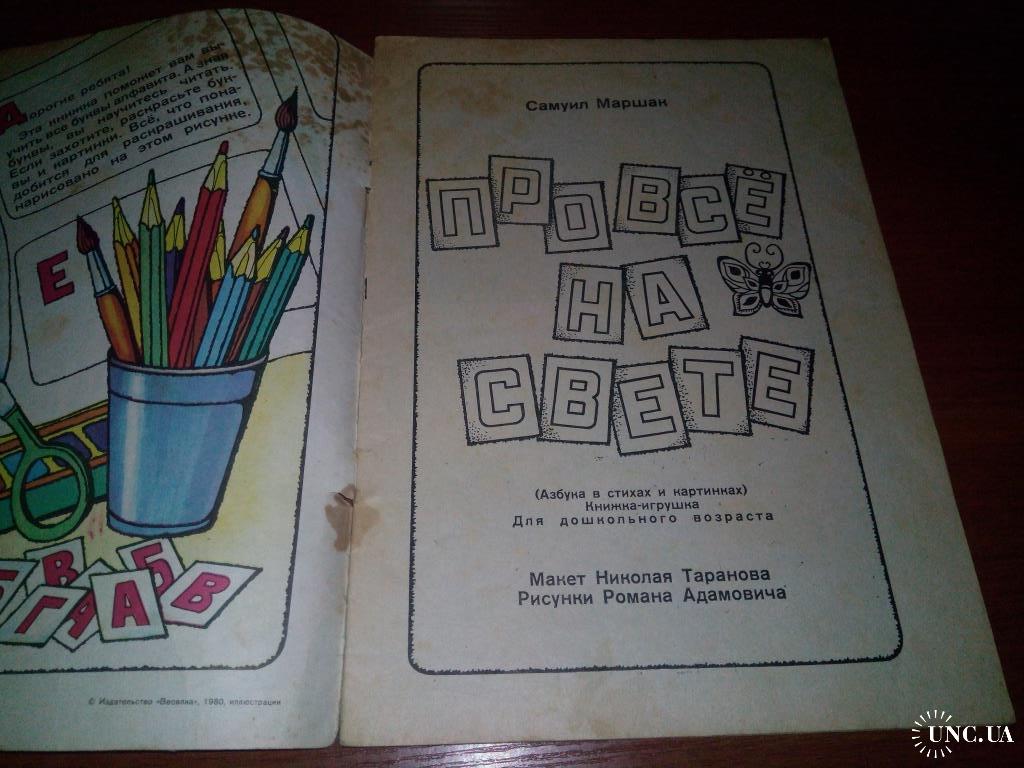 Дорогие ребята!
Эта книжка поможет вам вы-
учить все буквы алфавита. А зная
буквы, вы научитесь читать.
Если захотите, раскрасьте бук-
вы и картинки. Всё, что пона-
добится для раскрашивания,
нарисовано на этом рисунке.
Е
В Б
Г А В
А
© Издательство «Веселка», 1980, иллюстрации
Самуил Маршак
ПРО ВСЁ
НА
СВЕТЕ
(Азбука в стихах и картинках)
Книжка-игрушка
Для дошкольного возраста
Макет Николая Таранова
Рисунки Романа Адамовича
UNC.UA